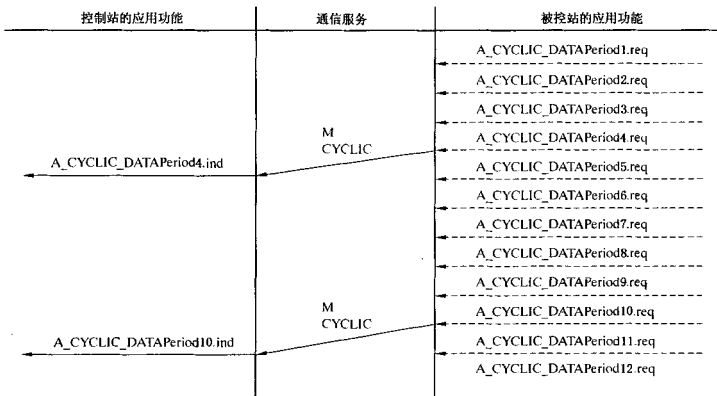 控制站的应用功能
通信服务
被控站的应用功能
A_CYCLIC_DATAPeriod1.req
A_CYCLIC_DATAPeriod2.req
A_CYCLIC_DATAPeriod3.req
M
A_CYCLIC_DATAPeriod4.req
CYCLIC
A_CYCLIC_DATAPeriod4.ind
A_CYCLIC_DATAPeriod5.req
A_CYCLIC_DATAPeriod6.req
A_CYCLIC_DATAPeriod7.req
A_CYCLIC_DATAPeriod8.req
A_CYCLIC_DATAPeriod9.req
M
A_CYCLIC_DATAPeriod10.req
CYCLIC
A_CYCLIC_DATAPeriod10.ind
A_CYCLIC_DATAPeriod11.req
A_CYCLIC_DATAPeriod12.req